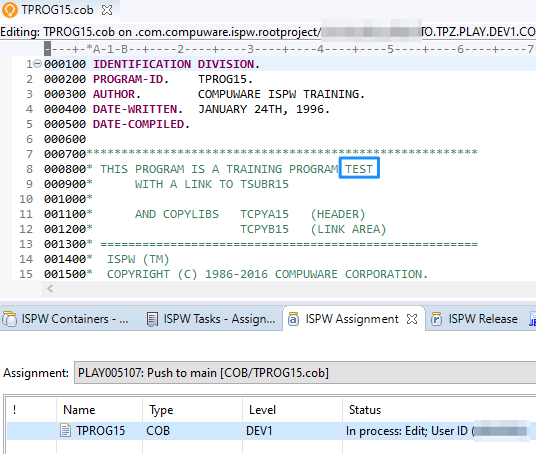 TPROG15.cob
Editing: TPROG15.cob on .com.compuware.ispw.rootproject/ TO.TPZ.PLAY.DEV1.CO
----+-*A-1-B--+----2----+----3----+----4----+----5----+----6----+----7
1 000100 IDENTIFICATION DIVISION.
2 000200 PROGRAM-ID. TPROG15.
3 000300 AUTHOR. COMPUWARE ISPW TRAINING.
4 000400 DATE-WRITTEN. JANUARY 24TH, 1996.
5 000500 DATE-COMPILED.
6 000600
7 000700*******************************************************
8 000800* THIS PROGRAM IS A TRAINING PROGRAM TEST
9 000900* WITH A LINK TO TSUBR15
10 001000*
11 001100* AND COPYLIBS TCPYA15 (HEADER)
12 001200* TCPYB15 (LINK AREA)
13 001300* =====================================================
14 001400* ISPW (TM)
15 001500* COPYRIGHT (C) 1986-2016 COMPUWARE CORPORATION.
ISPW Containers - ... ISPW Tasks - Assign... ISPW Assignment ISPW Release
Assignment: PLAY005107: Push to main [COB/TPROG15.cob]
! Name Type Level Status
TPROG15 COB DEV1 In process: Edit; User ID (